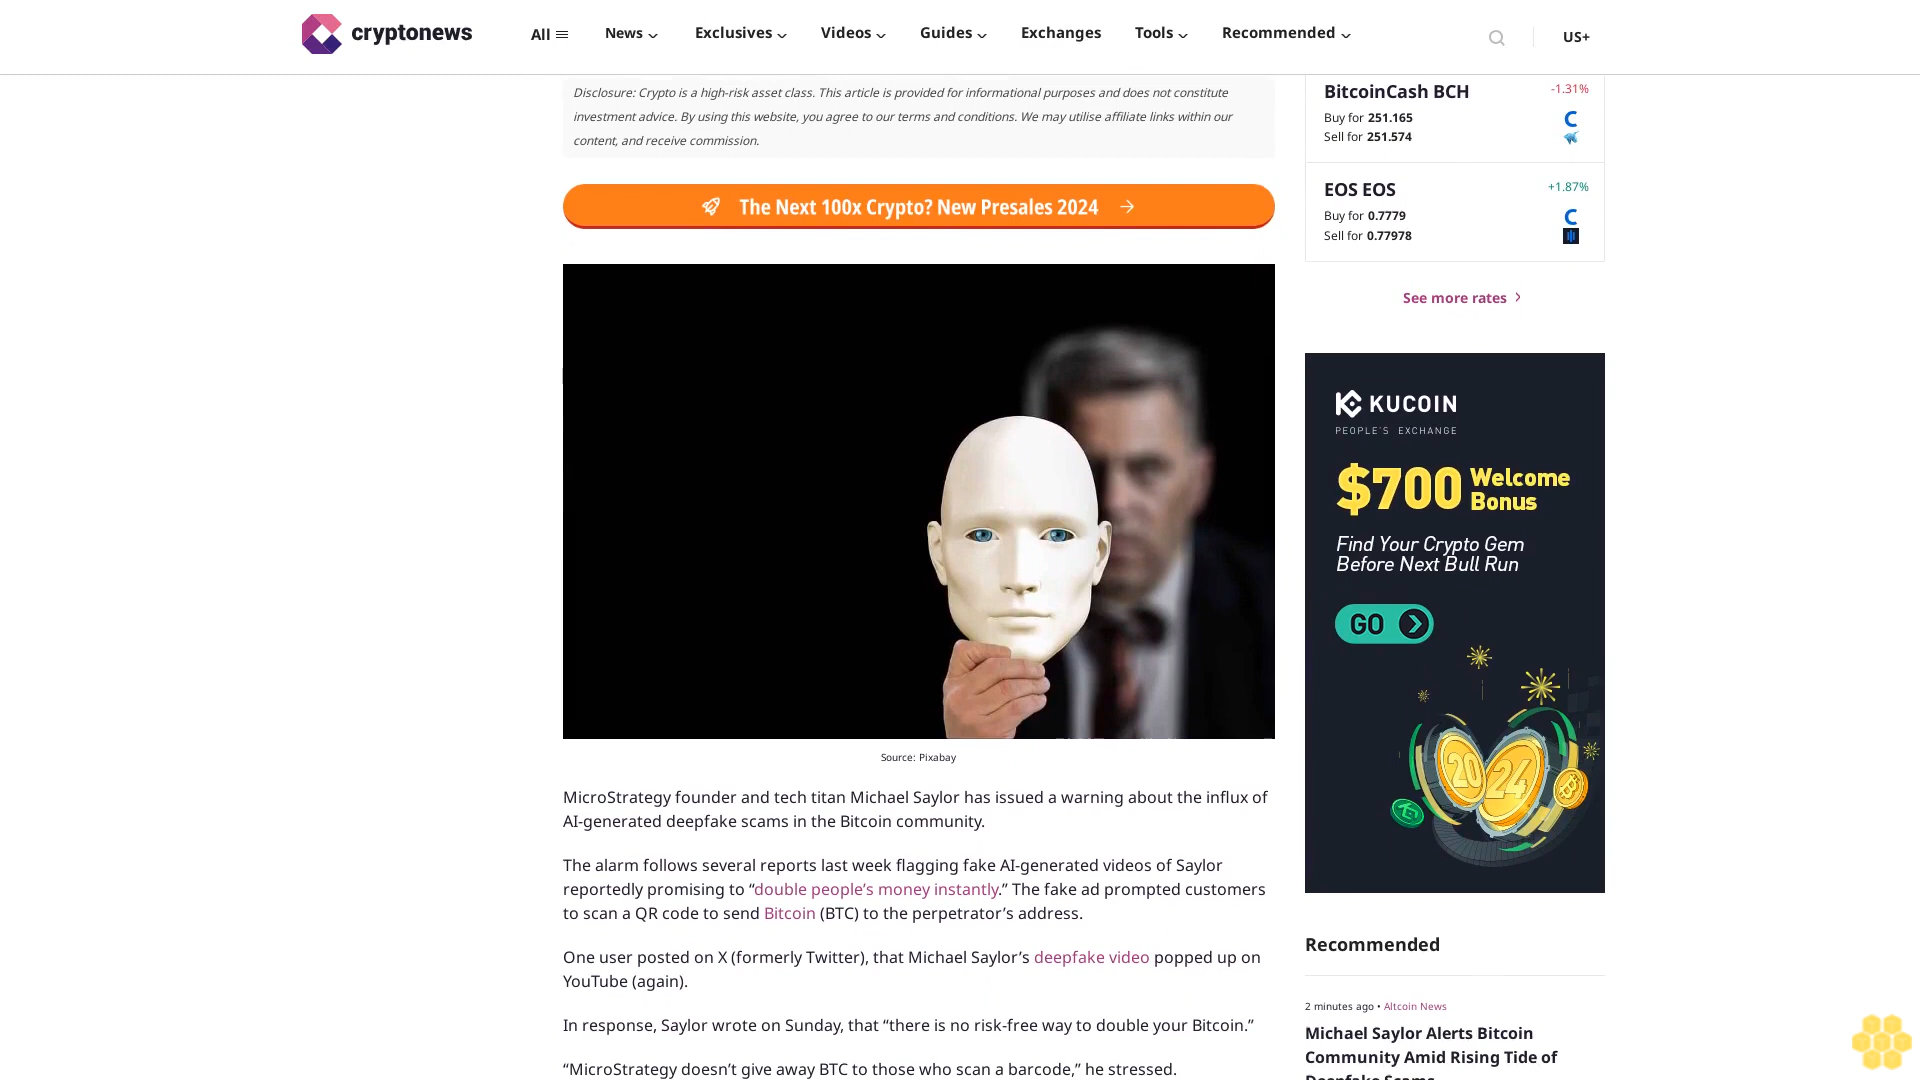 cryptonews
All
News
Exclusives
Videos
Guides
Exchanges
Tools
Recommended
US+
Disclosure: Crypto is a high-risk asset class. This article is provided for informational purposes and does not constitute
investment advice. By using this website, you agree to our terms and conditions. We may utilise affiliate links within our
content, and receive commission.
The Next 100x Crypto? New Presales 2024
Source: Pixabay
MicroStrategy founder and tech titan Michael Saylor has issued a warning about the influx of
AI-generated deepfake scams in the Bitcoin community.
The alarm follows several reports last week flagging fake AI-generated videos of Saylor
reportedly promising to “double people’s money instantly.” The fake ad prompted customers
to scan a QR code to send Bitcoin (BTC) to the perpetrator’s address.
One user posted on X (formerly Twitter), that Michael Saylor’s deepfake video popped up on
YouTube (again).
In response, Saylor wrote on Sunday, that “there is no risk-free way to double your Bitcoin.”
“MicroStrategy doesn’t give away BTC to those who scan a barcode,” he stressed.
BitcoinCash BCH
-1.31%
Buy for 251.165
Sell for 251.574
EOS EOS
+1.87%
Buy for 0.7779
Sell for 0.77978
See more rates
KUCOIN
PEOPLE'S EXCHANGE
$700 Welcome
Bonus
Find Your Crypto Gem
Before Next Bull Run
GO
20 24
Recommended
2 minutes ago • Altcoin News
Michael Saylor Alerts Bitcoin
Community Amid Rising Tide of
Deepfake Scams